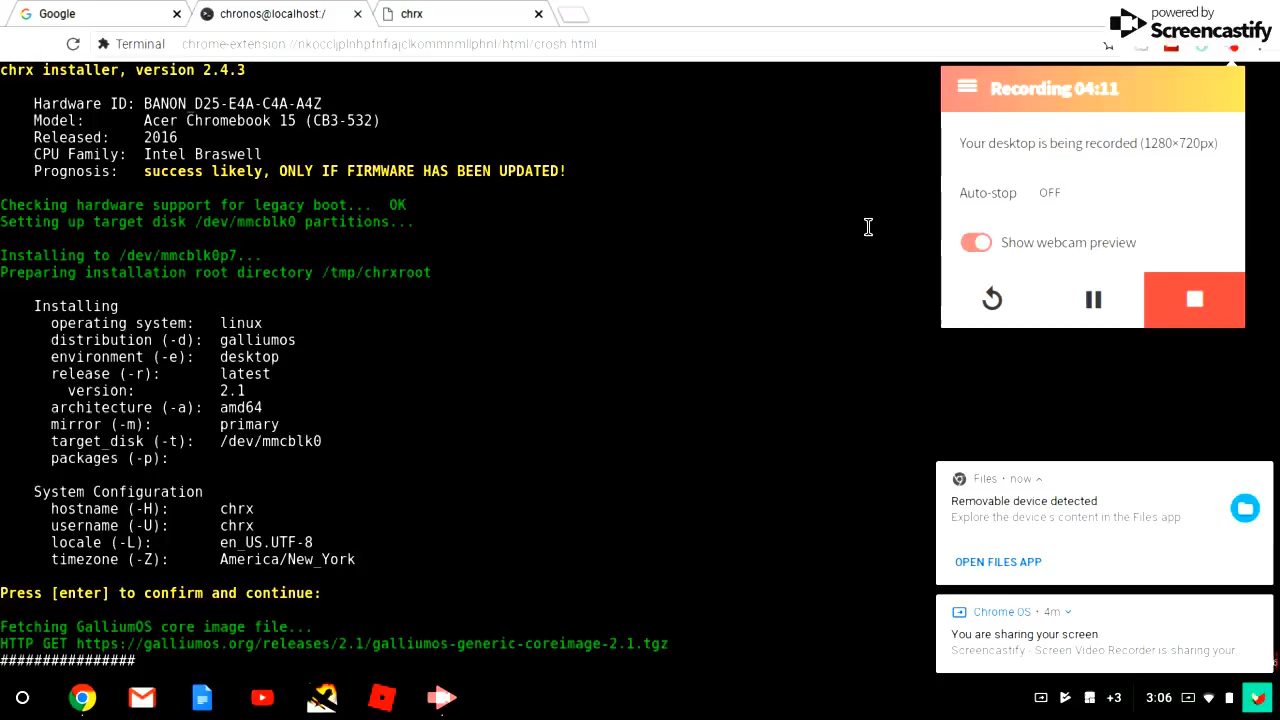 Google
chronos@localhost:/
chrx
powered by
Screencastify
Terminal
chrx installer, version 2.4.3
Hardware ID: BANON_D25-E4A-C4A-A4Z
Model: Acer Chromebook 15 (CB3-532)
Released: 2016
CPU Family: Intel Braswell
Prognosis: success likely, ONLY IF FIRMWARE HAS BEEN UPDATED!
Checking hardware support for legacy boot... OK
Setting up target disk /dev/mmcblk0 partitions...
Installing to /dev/mmcblk0p7...
Preparing installation root directory /tmp/chrxroot
Installing
operating system: linux
distribution (-d): galliumos
environment (-e): desktop
release (-r): latest
version: 2.1
architecture (-a): amd64
mirror (-m): primary
target_disk (-t): /dev/mmcblk0
packages (-p):
System Configuration
hostname (-H): chrx
username (-U): chrx
locale (-L): en_US.UTF-8
timezone (-Z): America/New_York
Press [enter] to confirm and continue:
Fetching GalliumOS core image file...
HTTP GET https://galliumos.org/releases/2.1/galliumos-generic-coreimage-2.1.tgz
################
Recording 04:11
Your desktop is being recorded (1280×720px)
Auto-stop OFF
Show webcam preview
Files · now
Removable device detected
Explore the device's content in the Files app
OPEN FILES APP
Chrome OS · 4m
You are sharing your screen
Screencastify - Screen Video Recorder is sharing your
+3
3:06